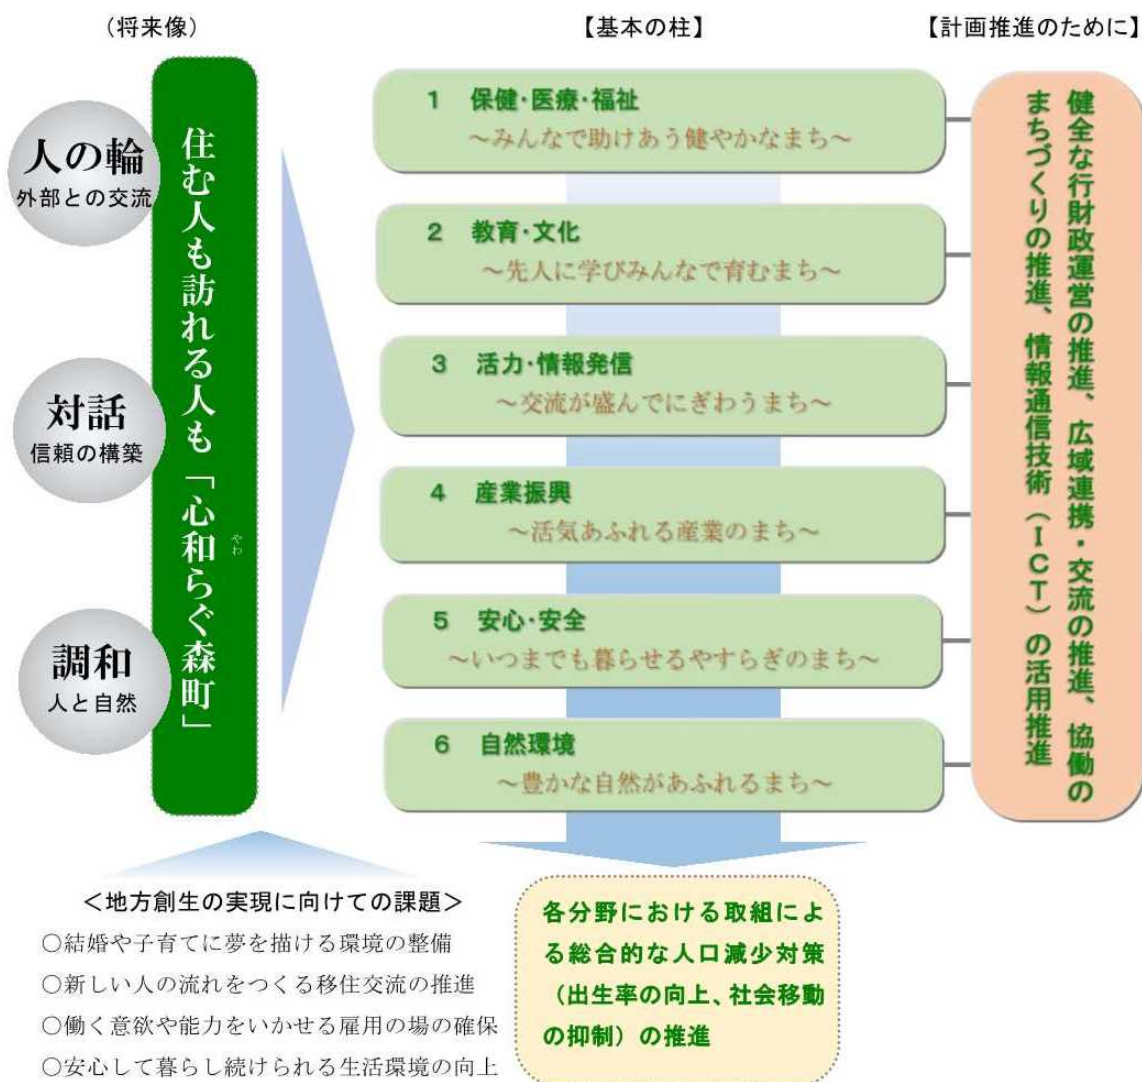 （将来像）
【基本の柱】
【計画推進のために】
人の輪
外部との交流
対話
信頼の構築
調和
人と自然
住む人も訪れる人も「心和らぐ森町」
やわ
1 保健・医療・福祉
～みんなで助けあう健やかなまち～
2 教育・文化
～先人に学びみんなで育むまち～
3 活力・情報発信
～交流が盛んでにぎわうまち～
4 産業振興
～活気あふれる産業のまち～
5 安心・安全
～いつまでも暮らせるやすらぎのまち～
6 自然環境
～豊かな自然があふれるまち～
健全な行財政運営の推進、広域連携・交流の推進、協働の
まちづくりの推進、情報通信技術（ＩＣＴ）の活用推進
＜地方創生の実現に向けての課題＞
○結婚や子育てに夢を描ける環境の整備
○新しい人の流れをつくる移住交流の推進
○働く意欲や能力をいかせる雇用の場の確保
○安心して暮らし続けられる生活環境の向上
各分野における取組によ
る総合的な人口減少対策
（出生率の向上、社会移動
の抑制）の推進